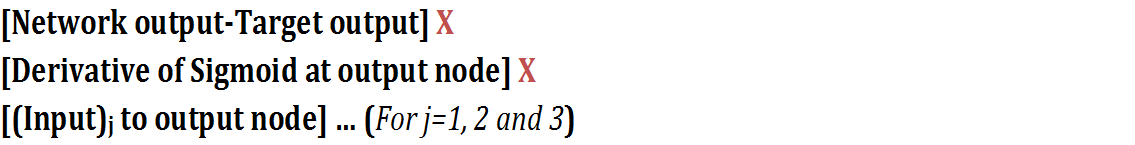 [Network output-Target output] X
[Derivative of Sigmoid at output node] X
[(Input)j to output node] ... (For j=1, 2 and 3)